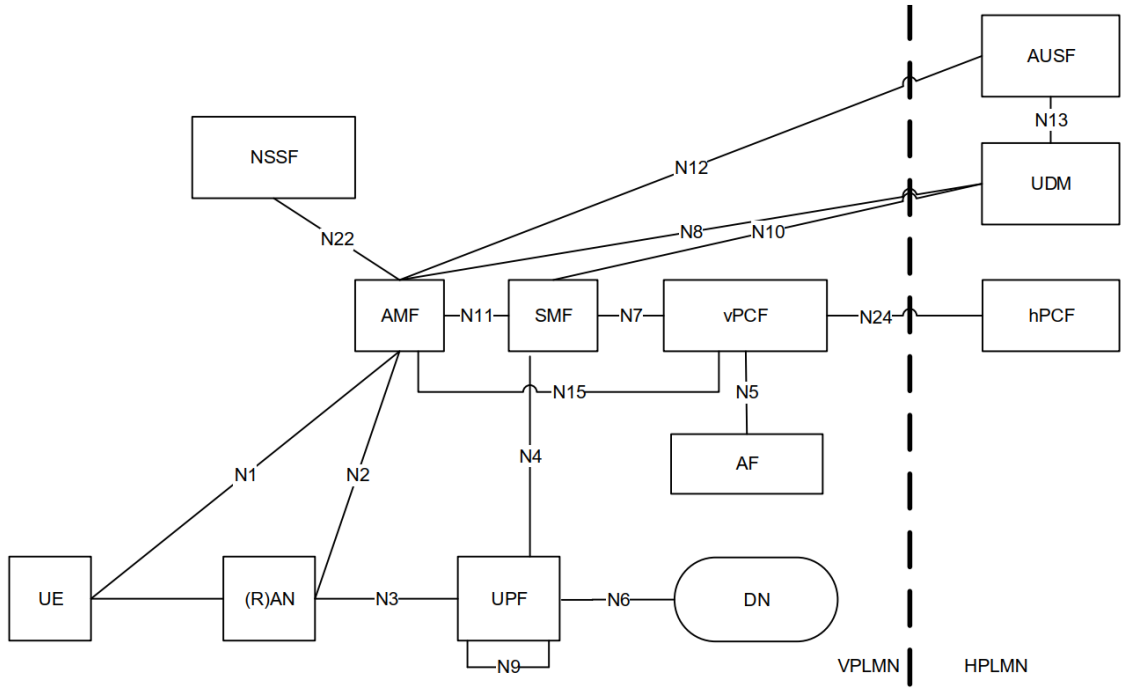 AUSF
N13
NSSF
N12
UDM
N22
N8
N10
AMF
N11
SMF
N7
vPCF
N24
hPCF
N15
N5
N4
AF
N1
N2
UE
(R)AN
N3
UPF
N6
DN
N9
VPLMN
HPLMN